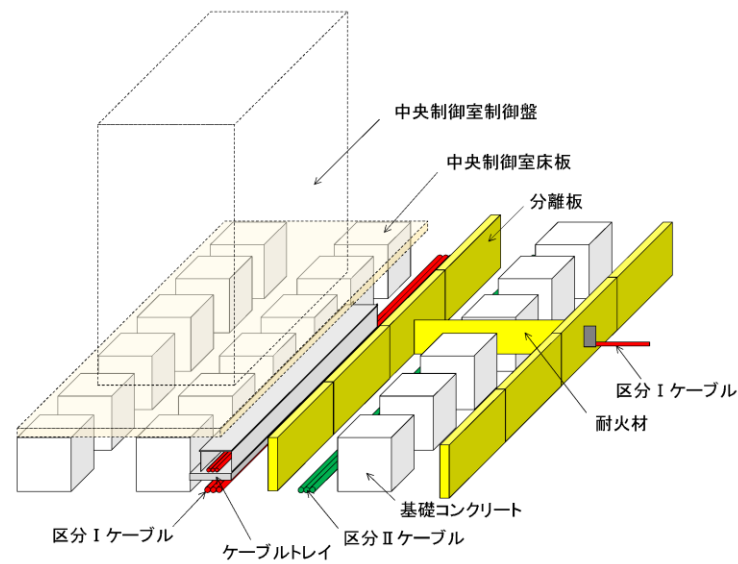 中央制御室制御盤
中央制御室床板
分離板
区分Ⅰケーブル
耐火材
基礎コンクリート
区分Ⅰケーブル
区分Ⅱケーブル
ケーブルトレイ